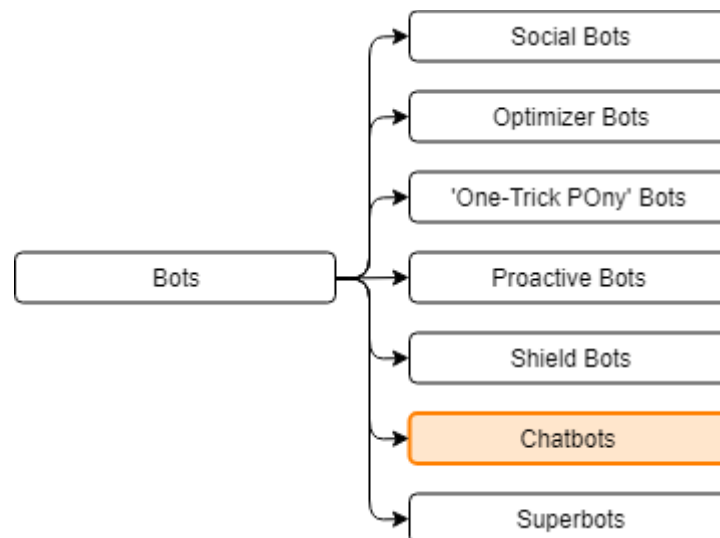 Social Bots
Optimizer Bots
'One-Trick POny' Bots
Bots
Proactive Bots
Shield Bots
Chatbots
Superbots